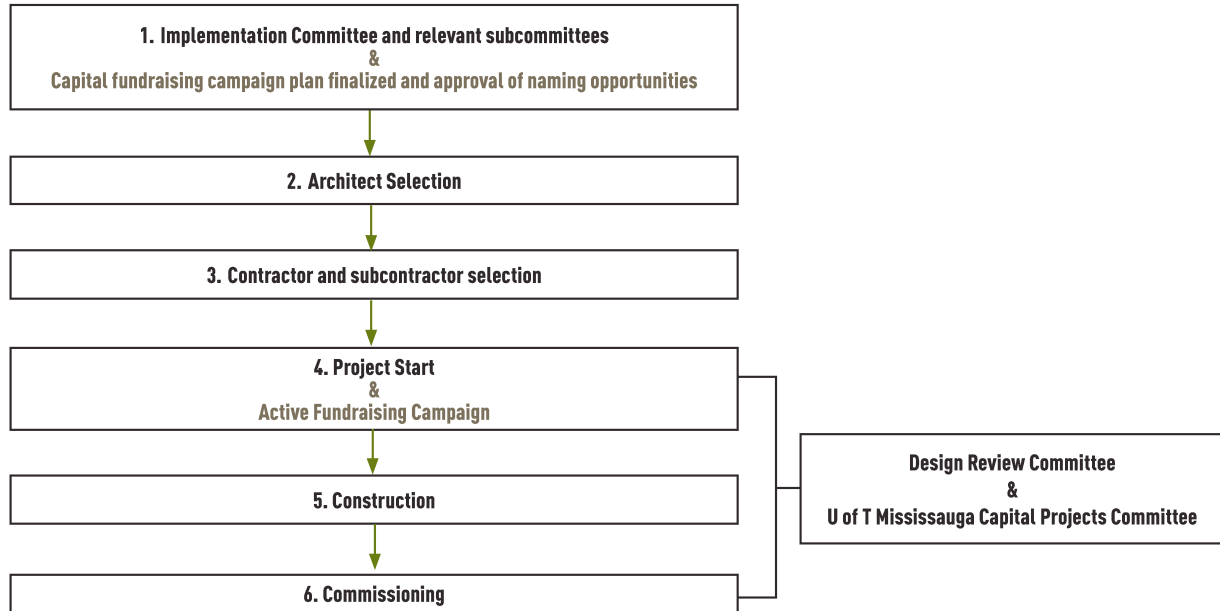 1. Implementation Committee and relevant subcommittees
&
Capital fundraising campaign plan finalized and approval of naming opportunities
2. Architect Selection
3. Contractor and subcontractor selection
4. Project Start
&
Active Fundraising Campaign
5. Construction
6. Commissioning
Design Review Committee
&
U of T Mississauga Capital Projects Committee